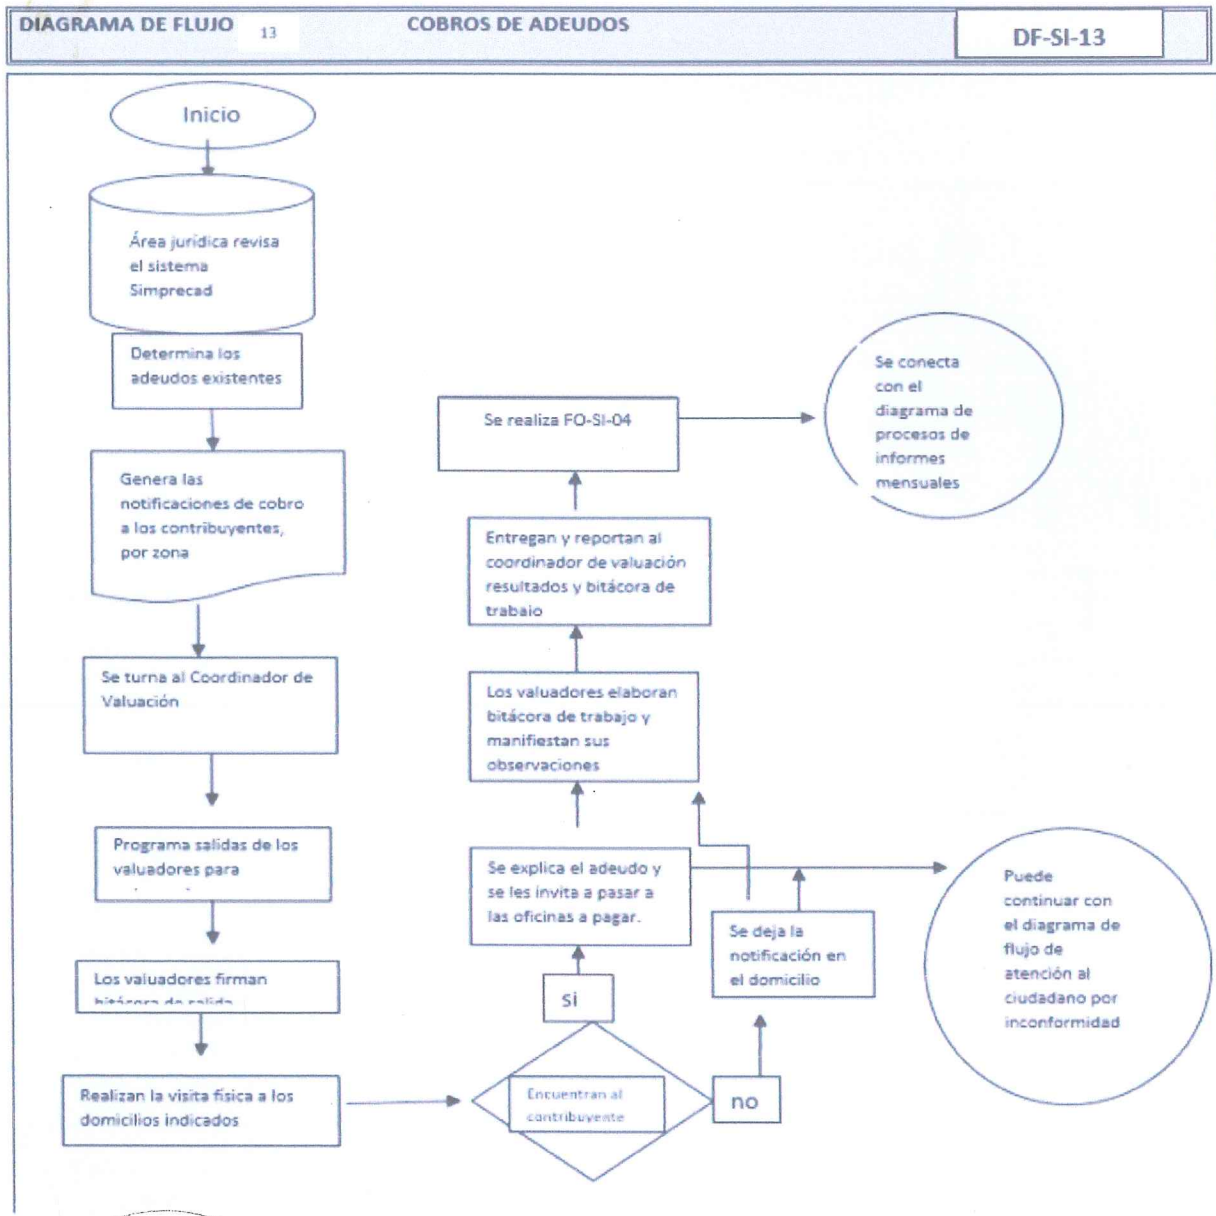 DIAGRAMA DE FLUJO 13 COBROS DE ADEUDOS DF-SI-13
Inicio
Área jurídica revisa
el sistema
Simprecad
Determina los
adeudos existentes
Genera las
notificaciones de cobro
a los contribuyentes,
por zona
Se turna al Coordinador de
Valuación
Programa salidas de los
valuadores para
Los valuadores firman
bitácora de salida
Realizan la visita física a los
domicilios indicados
Encuentran al
contribuyente
si
no
Se explica el adeudo y
se les invita a pasar a
las oficinas a pagar.
Se deja la
notificación en
el domicilio
Los valuadores elaboran
bitácora de trabajo y
manifiestan sus
observaciones
Entregan y reportan al
coordinador de valuación
resultados y bitácora de
trabajo
Se realiza FO-SI-04
Se conecta
con el
diagrama de
procesos de
informes
mensuales
Puede
continuar con
el diagrama de
flujo de
atención al
ciudadano por
inconformidad